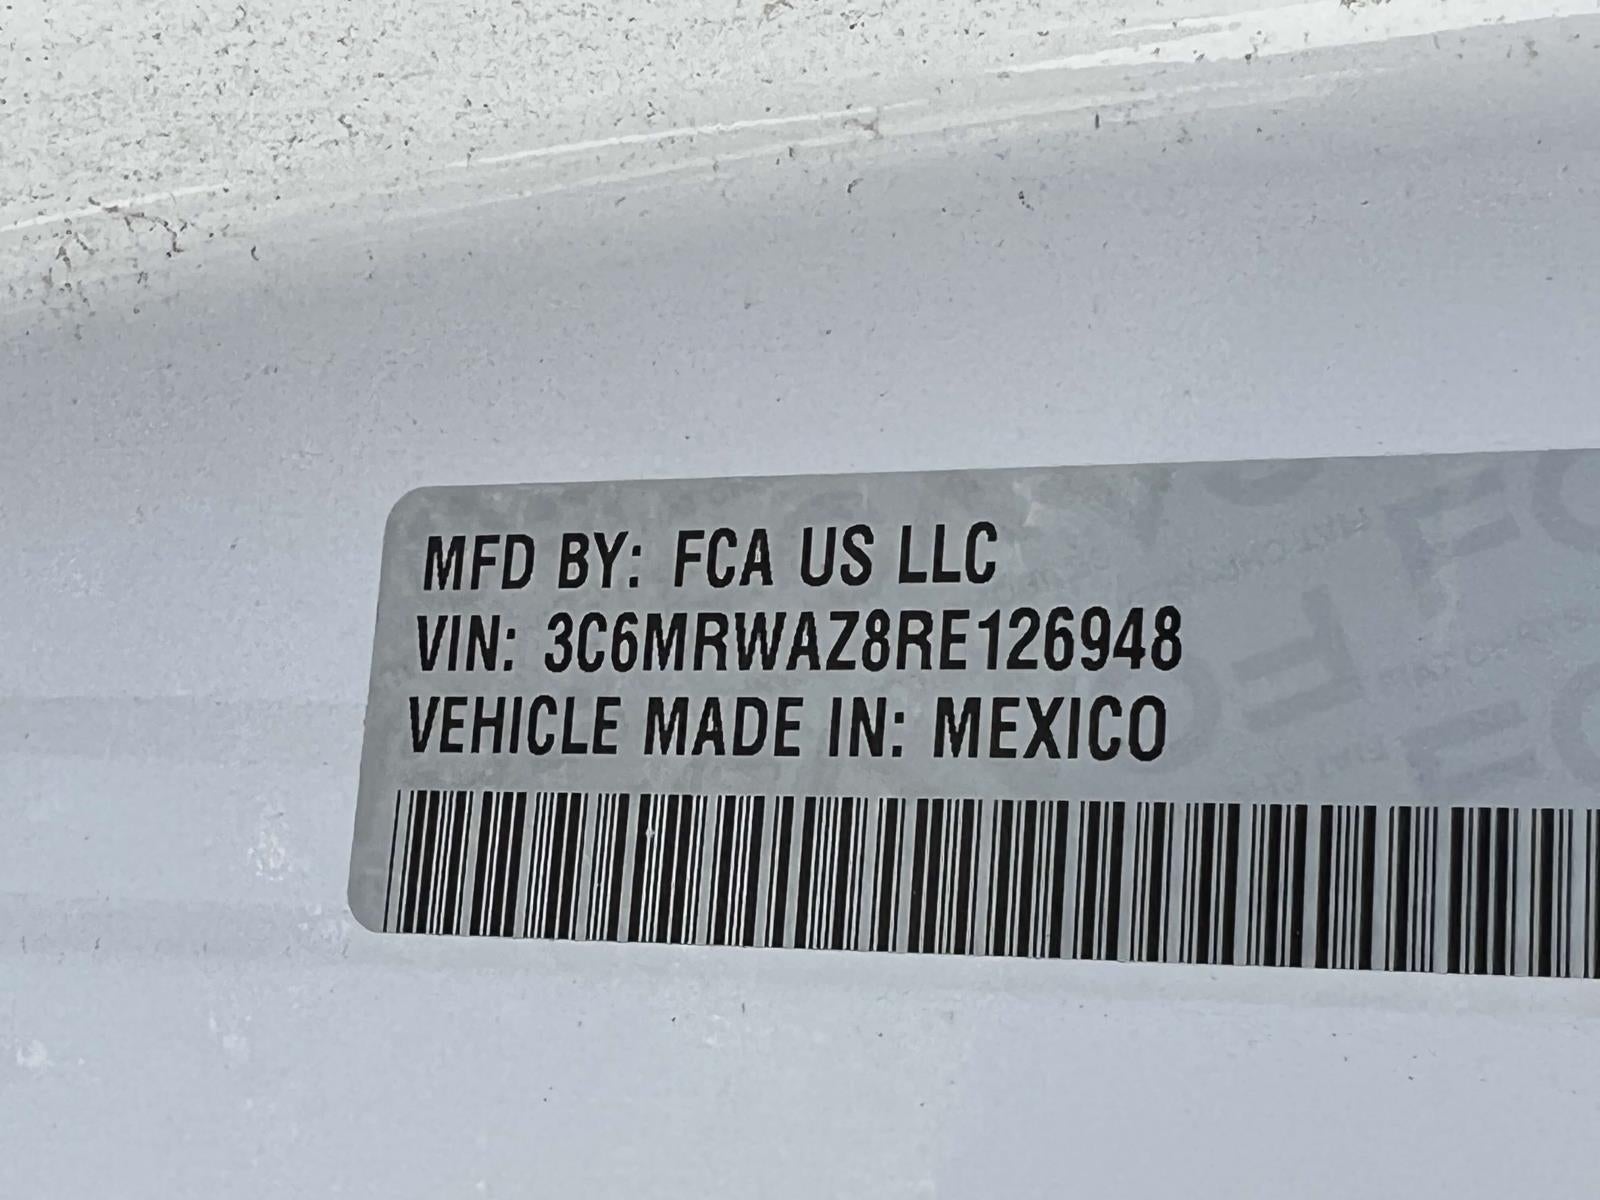 MFD BY: FCA US LLC
VIN: 3C6MRWAZ8RE126948
VEHICLE MADE IN: MEXICO